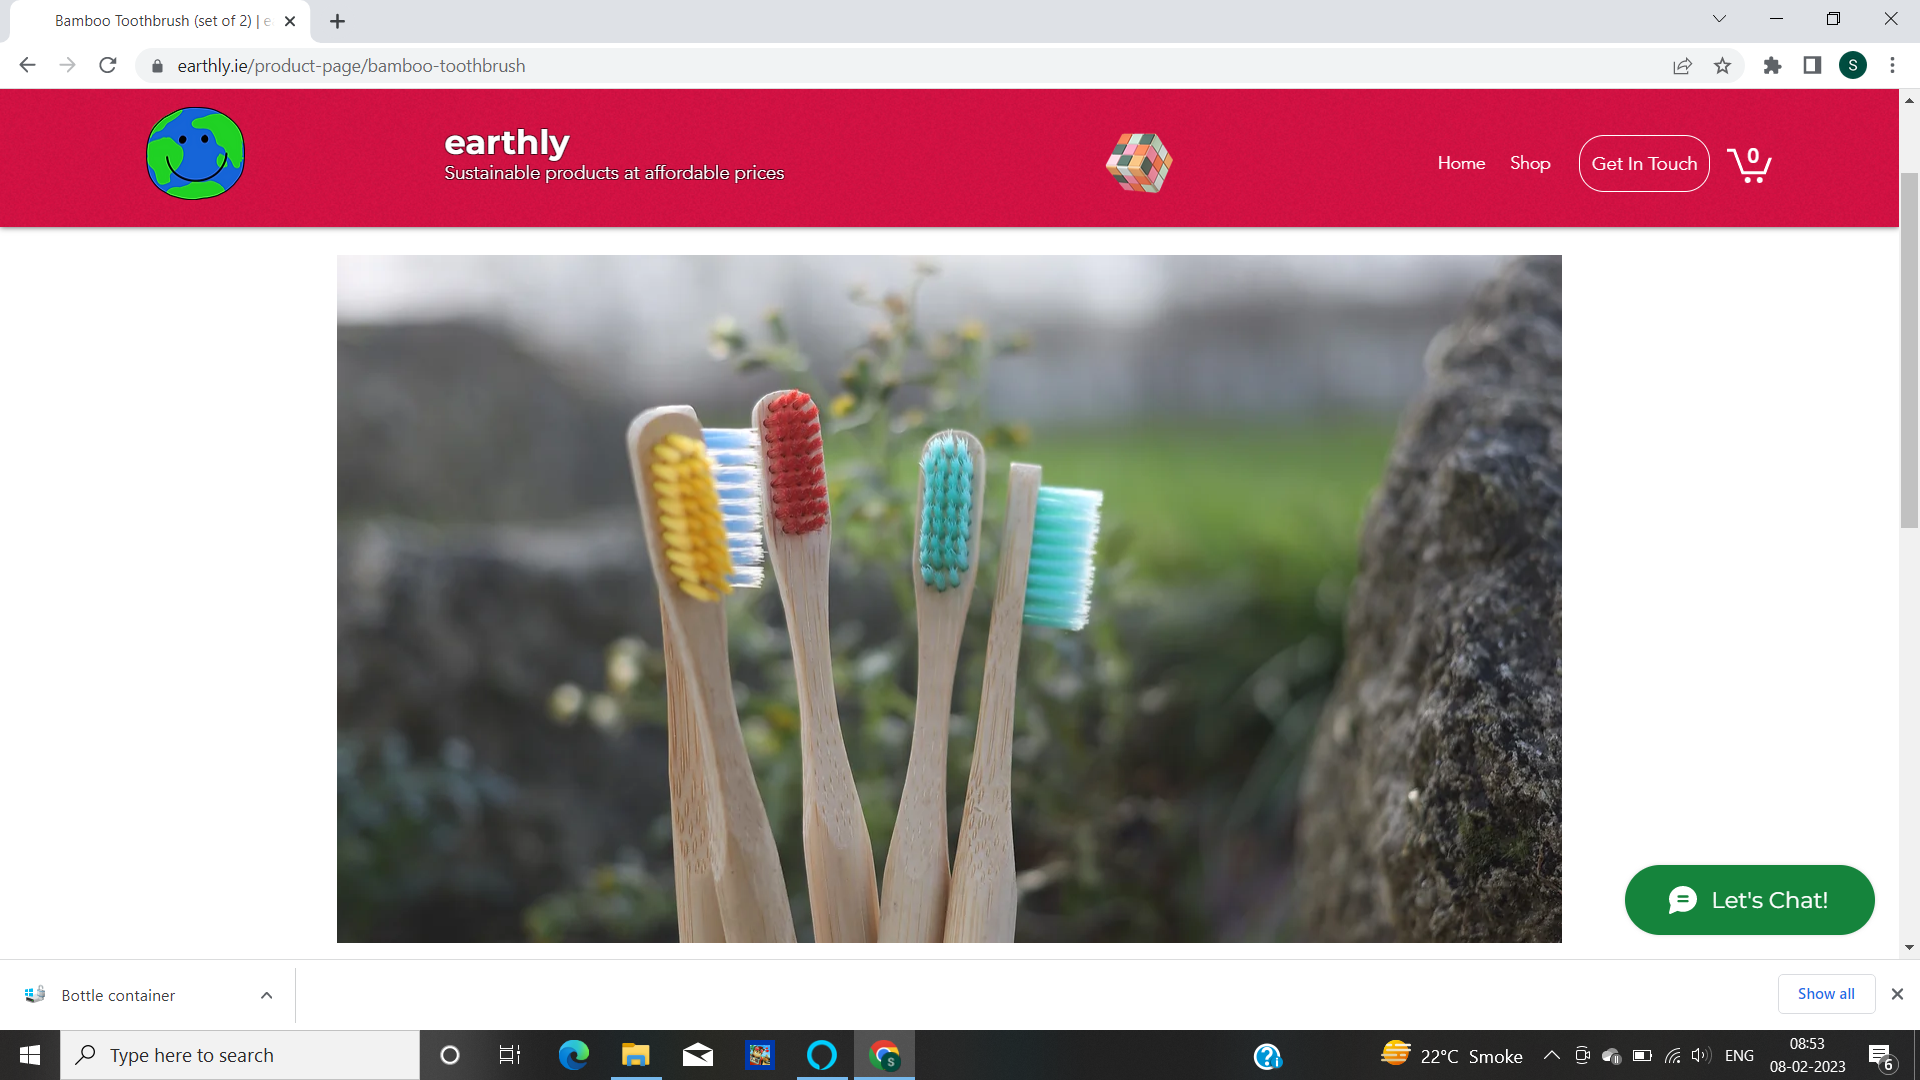 Bamboo Toothbrush (set of 2) | e
earthly.ie/product-page/bamboo-toothbrush
S
earthly
Sustainable products at affordable prices
Home
Shop
Get In Touch
0
Let's Chat!
Bottle container
Show all
Type here to search
S
22°C Smoke
ENG
08:53
08-02-2023
6